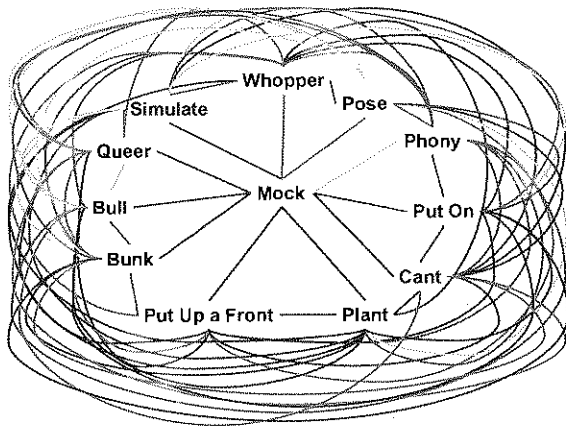 Whopper
Simulate
Pose
Queer
Phony
Mock
Bull
Put On
Bunk
Cant
Put Up a Front
Plant